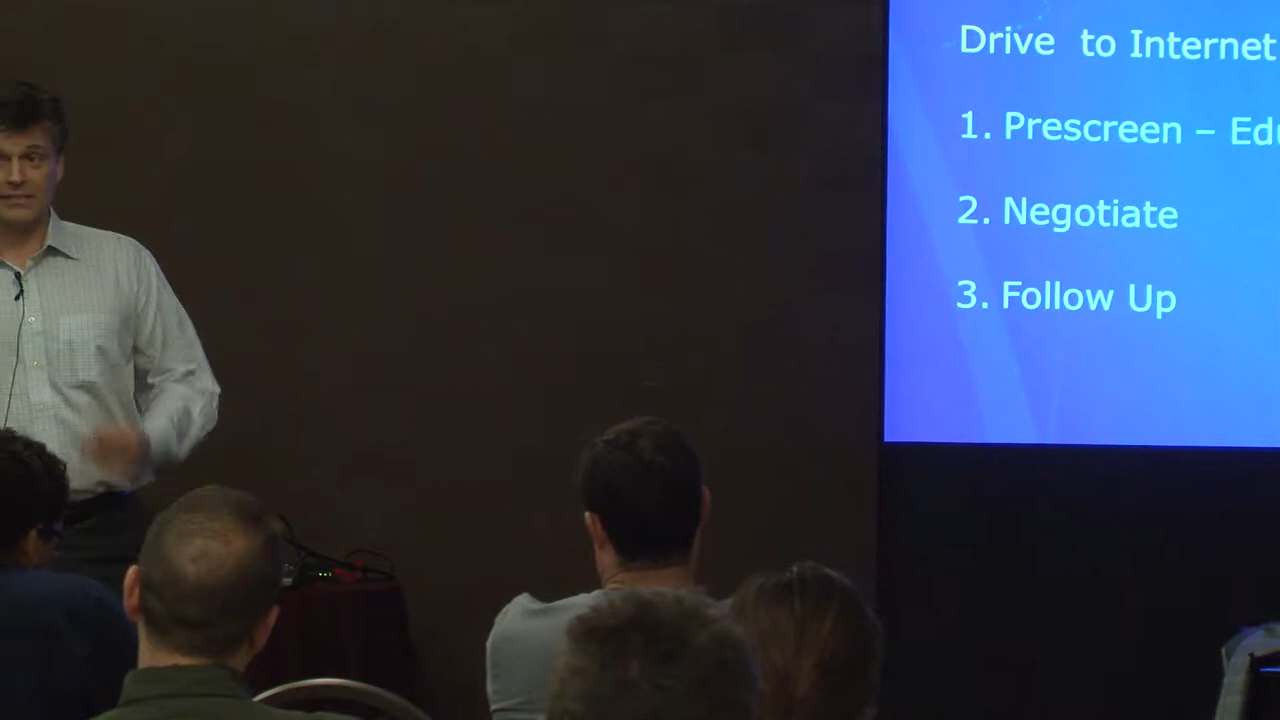 Drive to Internet
1. Prescreen –
2. Negotiate
3. Follow Up